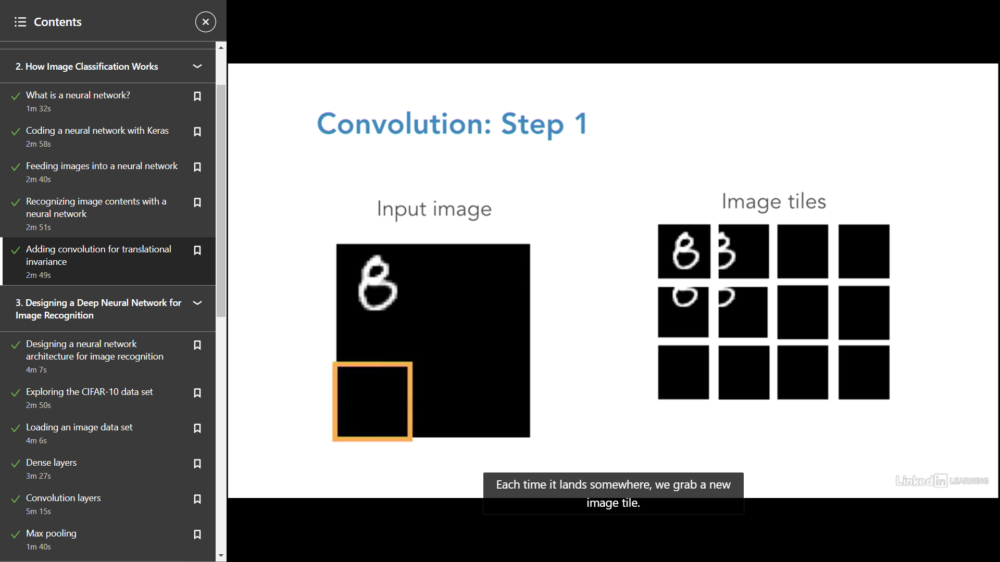 Contents
2. How Image Classification Works
What is a neural network?
1m 32s
Coding a neural network with Keras
2m 58s
Feeding images into a neural network
2m 40s
Recognizing image contents with a
neural network
2m 51s
Adding convolution for translational
invariance
2m 49s
3. Designing a Deep Neural Network for
Image Recognition
Designing a neural network
architecture for image recognition
4m 7s
Exploring the CIFAR-10 data set
2m 50s
Loading an image data set
4m 6s
Dense layers
3m 27s
Convolution layers
5m 15s
Max pooling
1m 40s
Convolution: Step 1
Input image
Image tiles
8
Each time it lands somewhere, we grab a new
image tile.
Linked in LEARNING